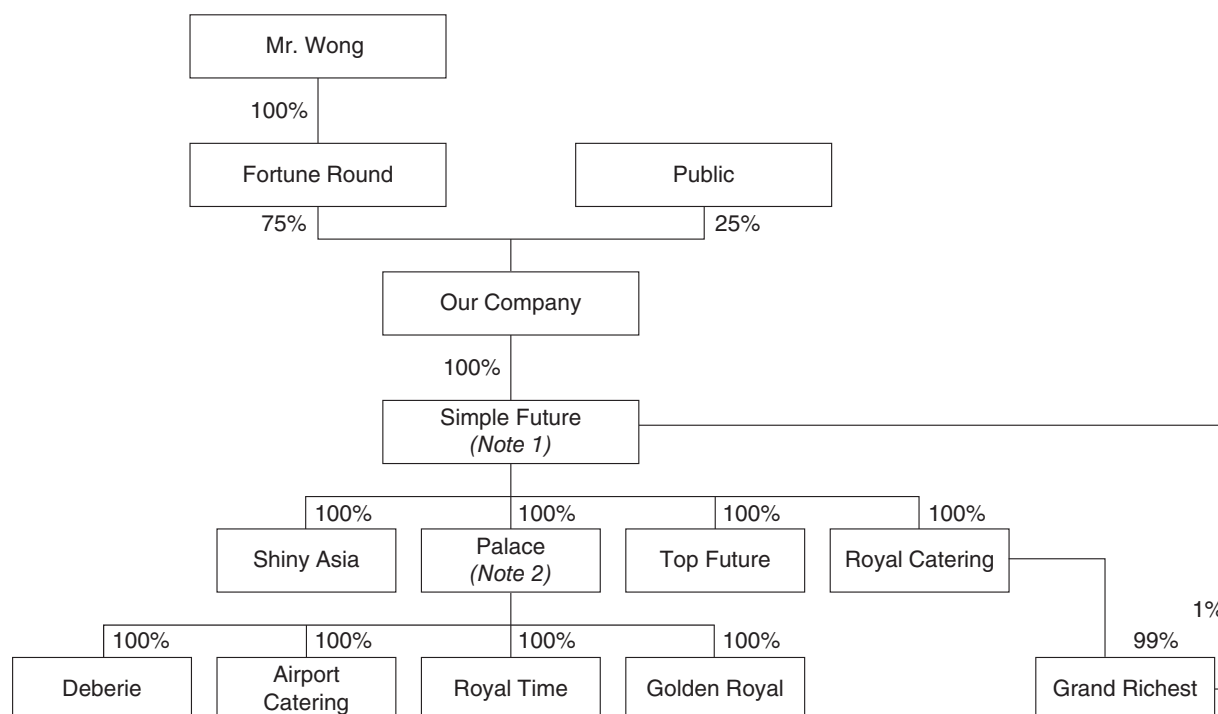 Mr. Wong
100%
Fortune Round
Public
75%
25%
Our Company
100%
Simple Future
(Note 1)
100%
100%
100%
100%
Shiny Asia
Palace
(Note 2)
Top Future
Royal Catering
1%
100%
100%
100%
100%
99%
Deberie
Airport
Catering
Royal Time
Golden Royal
Grand Richest